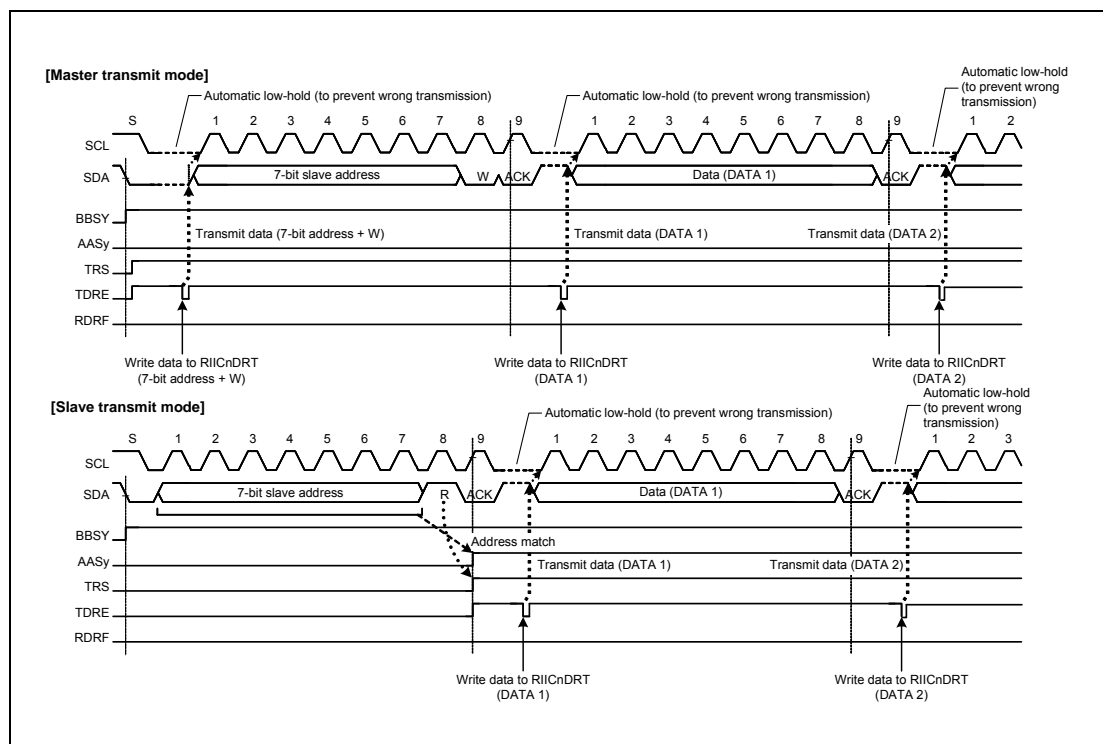 [Master transmit mode]
Automatic low-hold (to prevent wrong transmission)
Automatic low-hold (to prevent wrong transmission)
Automatic low-hold
(to prevent wrong
transmission)
S 1 2 3 4 5 6 7 8 9 1 2 3 4 5 6 7 8 9 1 2
SCL
SDA 7-bit slave address W ACK Data (DATA 1) ACK
BBSY
Transmit data (7-bit address + W) Transmit data (DATA 1) Transmit data (DATA 2)
AASy
TRS
TDRE
RDRF
Write data to RIICnDRT
(7-bit address + W)
Write data to RIICnDRT
(DATA 1)
Write data to RIICnDRT
(DATA 2)
[Slave transmit mode]
Automatic low-hold (to prevent wrong transmission)
Automatic low-hold
(to prevent wrong
transmission)
S 1 2 3 4 5 6 7 8 9 1 2 3 4 5 6 7 8 9 1 2 3
SCL
SDA 7-bit slave address R ACK Data (DATA 1) ACK
BBSY
Address match
AASy Transmit data (DATA 1) Transmit data (DATA 2)
TRS
TDRE
RDRF
Write data to RIICnDRT
(DATA 1)
Write data to RIICnDRT
(DATA 2)